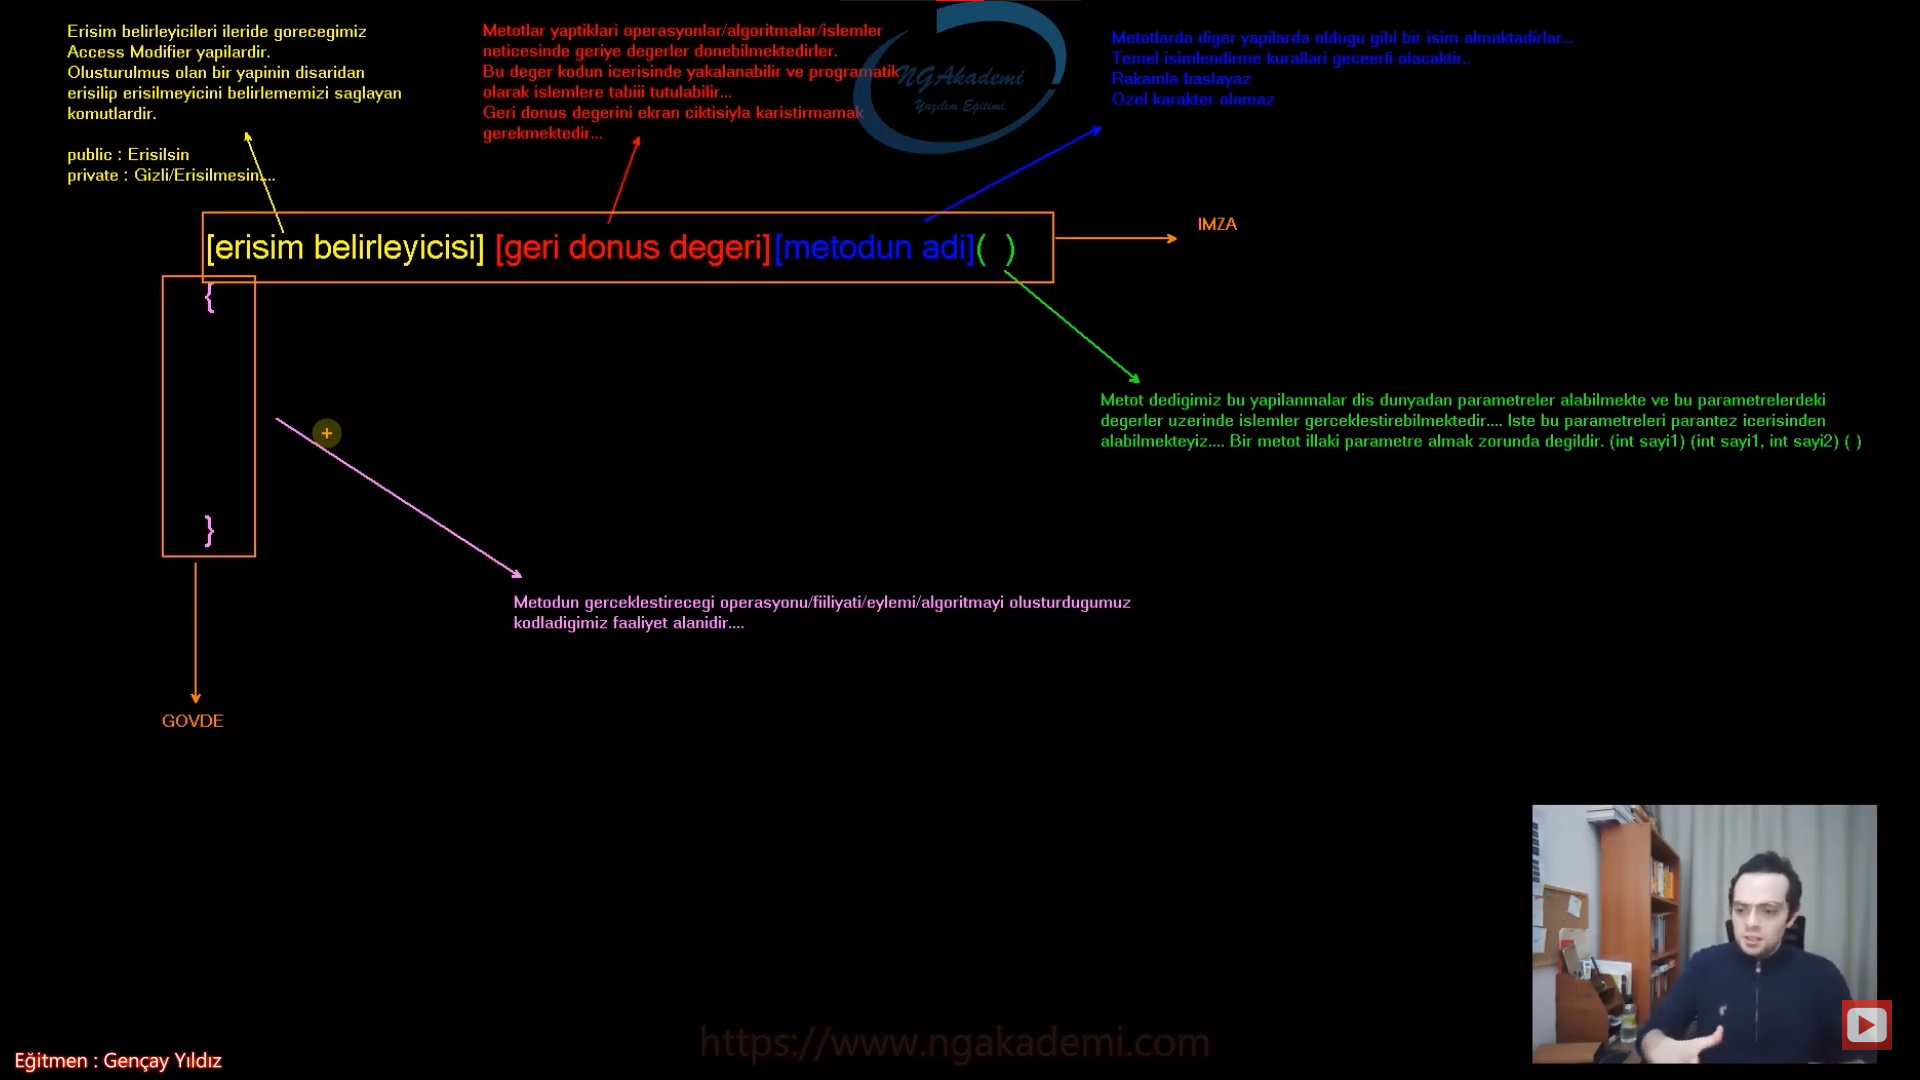 Erisim belirleyicileri ileride gorecegimiz
Access Modifier yapilardir.
Olusturulmus olan bir yapinin disaridan
erisilip erisilmeyicini belirlememizi saglayan
komutlardir.
public : Erisilsin
private : Gizli/Erisilmesin....
Metotlar yaptiklari operasyonlar/algoritmalar/islemler
neticesinde geriye degerler donebilmektedirler.
Bu deger kodun icerisinde yakalanabilir ve programatik
olarak islemlere tabiii tutulabilir...
Geri donus degerini ekran ciktisiyla karistirmamak
gerekmektedir...
NGAkademi
Yazılım Eğitimi
Metotlarda diger yapilarda oldugu gibi bir isim almaktadirlar...
Temel isimlendirme kurallari geceerli olacaktir..
Rakamla baslayaz
Ozel karakter olamaz
[erisim belirleyicisi] [geri donus degeri][metodun adi]( )
IMZA
{
}
Metot dedigimiz bu yapilanmalar dis dunyadan parametreler alabilmekte ve bu parametrelerdeki
degerler uzerinde islemler gerceklestirebilmektedir.... Iste bu parametreleri parantez icerisinden
alabilmekteyiz.... Bir metot illaki parametre almak zorunda degildir. (int sayi1) (int sayi1, int sayi2) ( )
Metodun gerceklestirecegi operasyonu/fiiliyati/eylemi/algoritmayi olusturdugumuz
kodladigimiz faaliyet alanidir....
GOVDE
https://www.ngakademi.com
Eğitmen : Gençay Yıldız